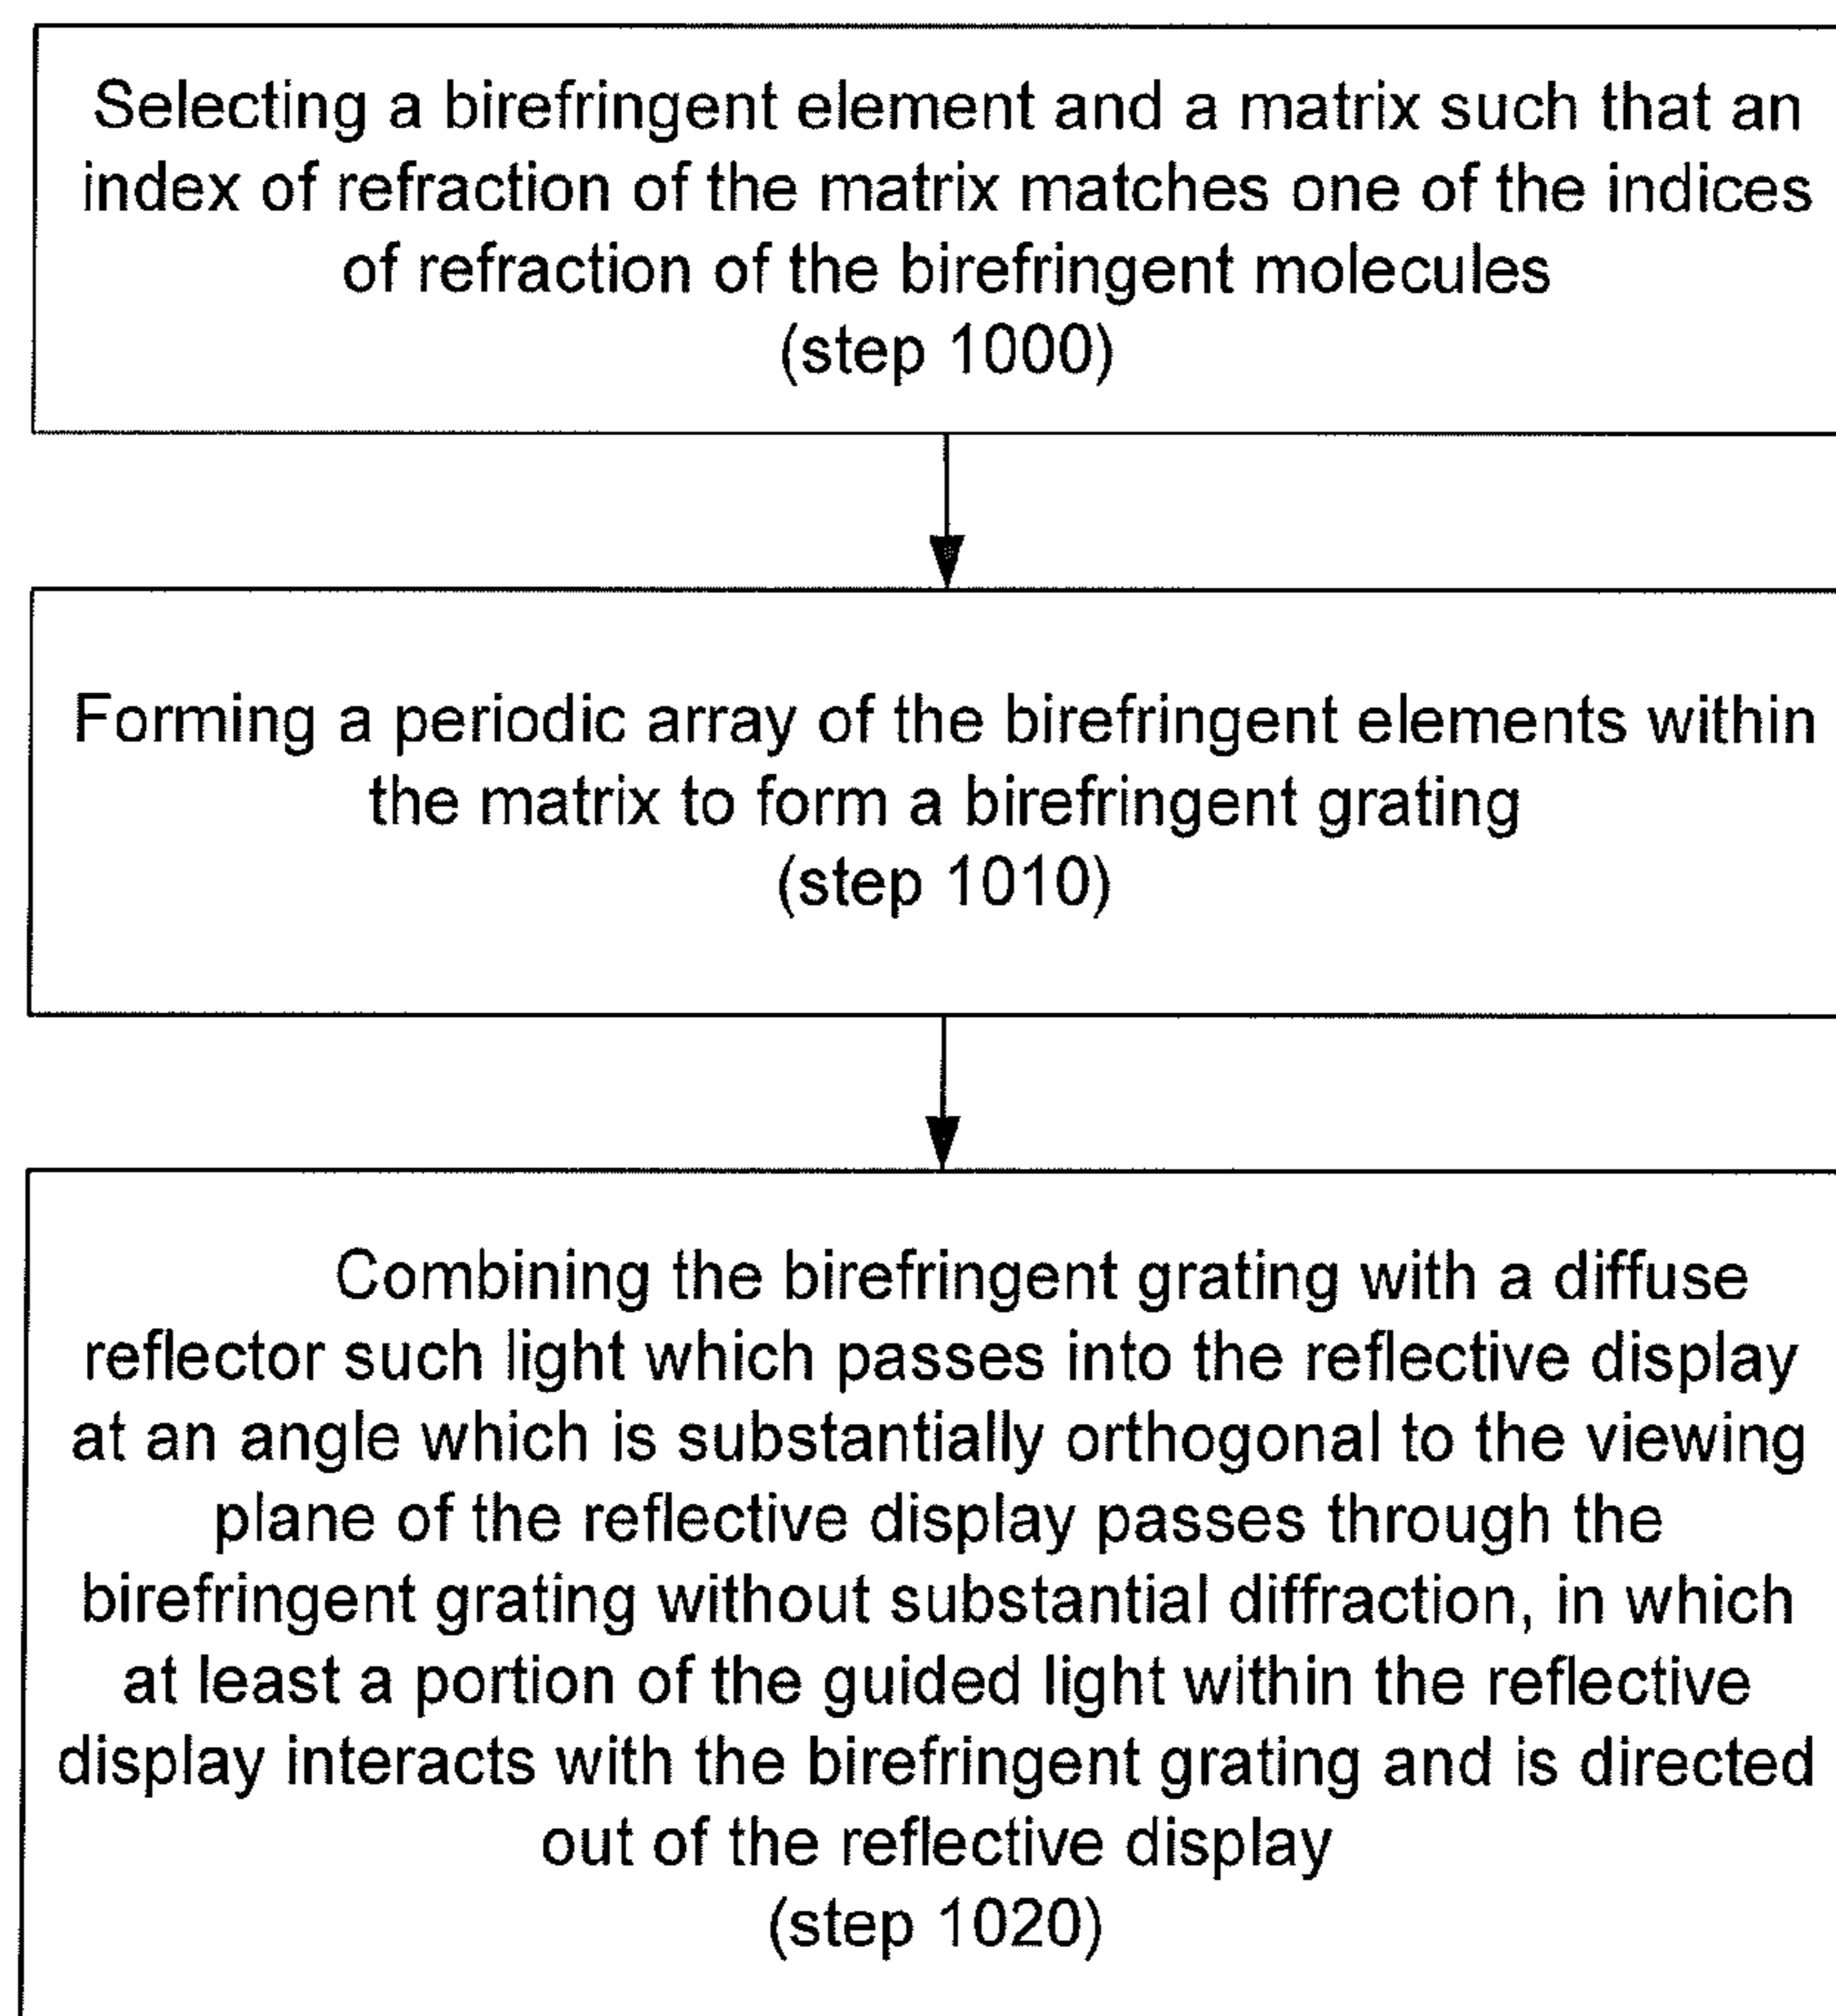 Selecting a birefringent element and a matrix such that an
index of refraction of the matrix matches one of the indices
of refraction of the birefringent molecules
(step 1000)
Forming a periodic array of the birefringent elements within
the matrix to form a birefringent grating
(step 1010)
Combining the birefringent grating with a diffuse
reflector such light which passes into the reflective display
at an angle which is substantially orthogonal to the viewing
plane of the reflective display passes through the
birefringent grating without substantial diffraction, in which
at least a portion of the guided light within the reflective
display interacts with the birefringent grating and is directed
out of the reflective display
(step 1020)